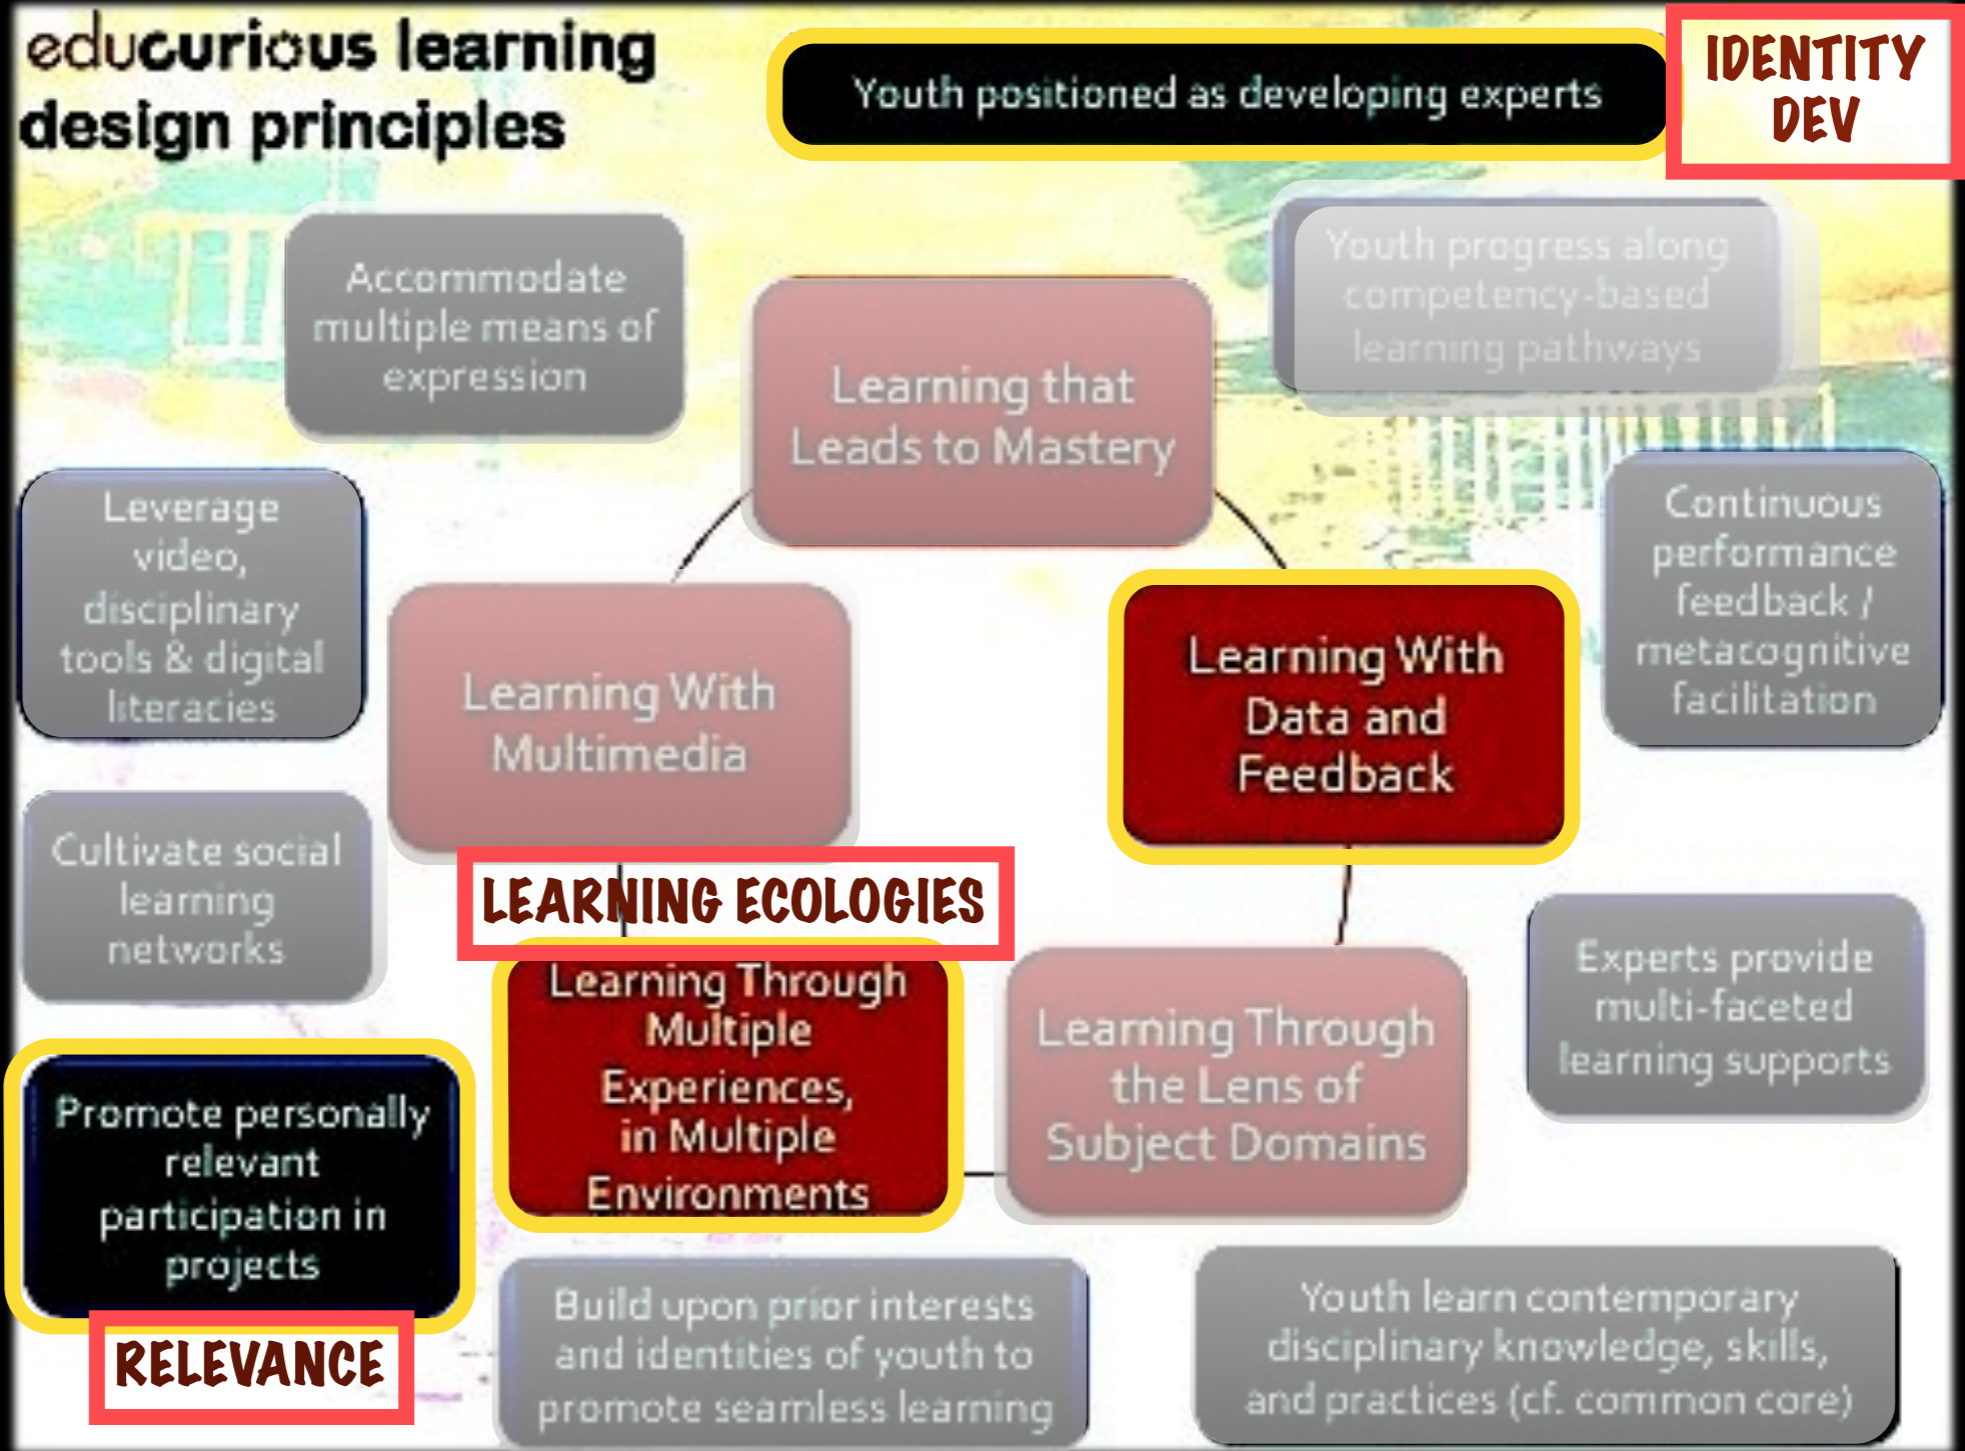 educurious learning
design principles
Youth positioned as developing experts
IDENTITY
DEV
Accommodate
multiple means of
expression
Learning that
Leads to Mastery
Youth progress along
competency-based
learning pathways
Leverage
video,
disciplinary
tools & digital
literacies
Learning With
Multimedia
Learning With
Data and
Feedback
Continuous
performance
feedback /
metacognitive
facilitation
Cultivate social
learning
networks
LEARNING ECOLOGIES
Learning Through
Multiple
Experiences,
in Multiple
Environments
Learning Through
the Lens of
Subject Domains
Experts provide
multi-faceted
learning supports
Promote personally
relevant
participation in
projects
RELEVANCE
Build upon prior interests
and identities of youth to
promote seamless learning
Youth learn contemporary
disciplinary knowledge, skills,
and practices (cf. common core)